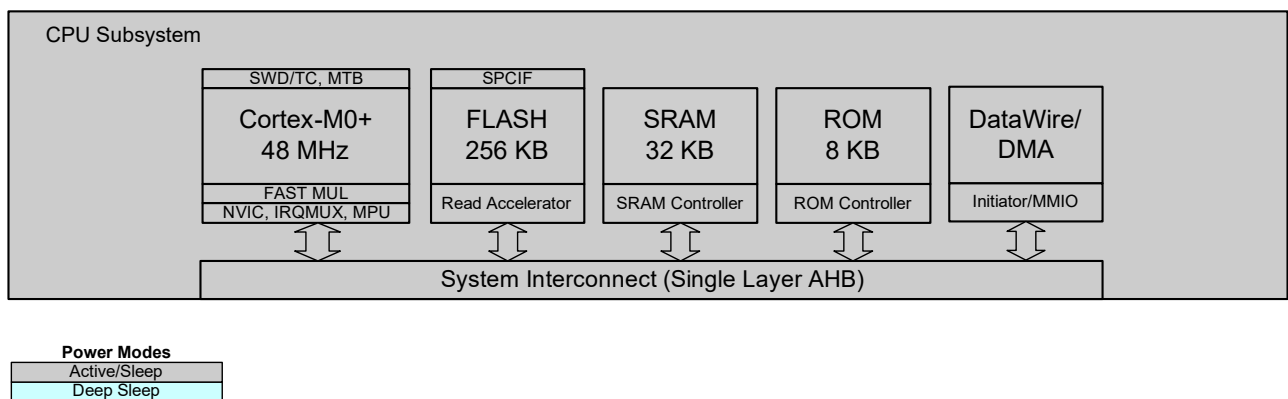 CPU Subsystem
SWD/TC, MTB
Cortex-M0+
48 MHz
FAST MUL
NVIC, IRQMUX, MPU
SPCIF
FLASH
256 KB
Read Accelerator
SRAM
32 KB
SRAM Controller
ROM
8 KB
ROM Controller
DataWire/
DMA
Initiator/MMIO
System Interconnect (Single Layer AHB)
Power Modes
Active/Sleep
Deep Sleep